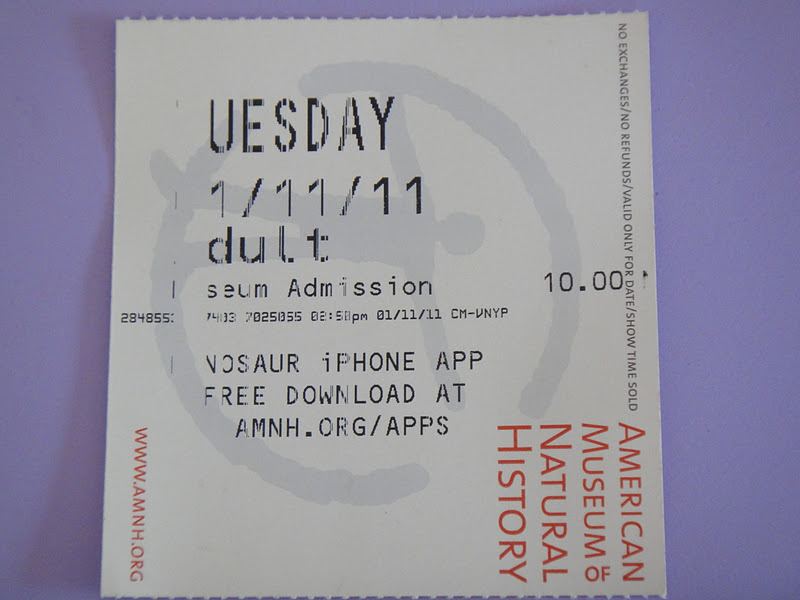 UESDAY
1/11/11
dult
seum Admission 10.00
2848553 7403 7025055 02:50pm 01/11/11 CM-VNYP
NOSAUR iPHONE APP
FREE DOWNLOAD AT
AMNH.ORG/APPS
NO EXCHANGES/NO REFUNDS/VALID ONLY FOR DATE/SHOW TIME SOLD
AMERICAN
MUSEUM OF
NATURAL
HISTORY
WWW.AMNH.ORG